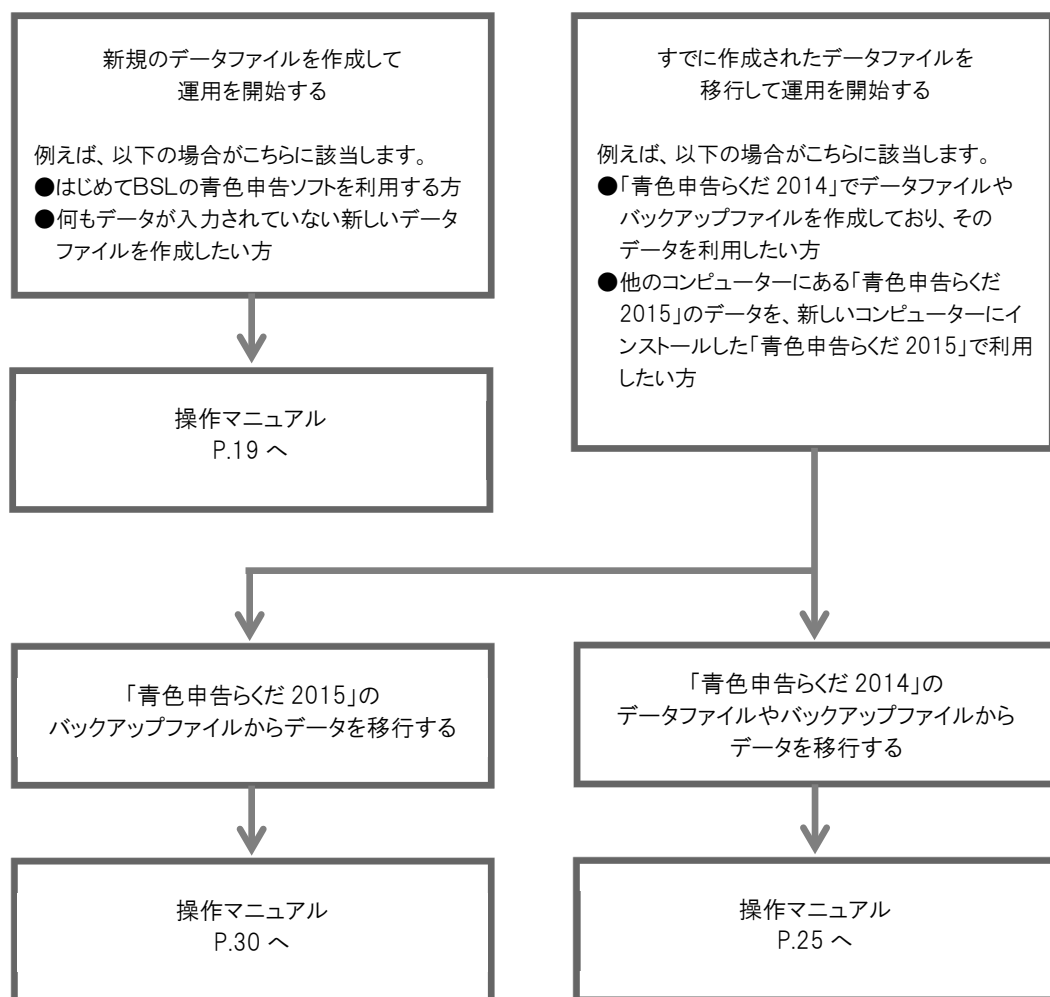 新規のデータファイルを作成して
運用を開始する
例えば、以下の場合がこちらに該当します。
●はじめてBSLの青色申告ソフトを利用する方
●何もデータが入力されていない新しいデータ
ファイルを作成したい方
操作マニュアル
P.19 へ
すでに作成されたデータファイルを
移行して運用を開始する
例えば、以下の場合がこちらに該当します。
●「青色申告らくだ 2014」でデータファイルや
バックアップファイルを作成しており、その
データを利用したい方
●他のコンピューターにある「青色申告らくだ
2015」のデータを、新しいコンピューターにイ
ンストールした「青色申告らくだ 2015」で利用
したい方
「青色申告らくだ 2015」の
バックアップファイルからデータを移行する
操作マニュアル
P.30 へ
「青色申告らくだ 2014」の
データファイルやバックアップファイルから
データを移行する
操作マニュアル
P.25 へ